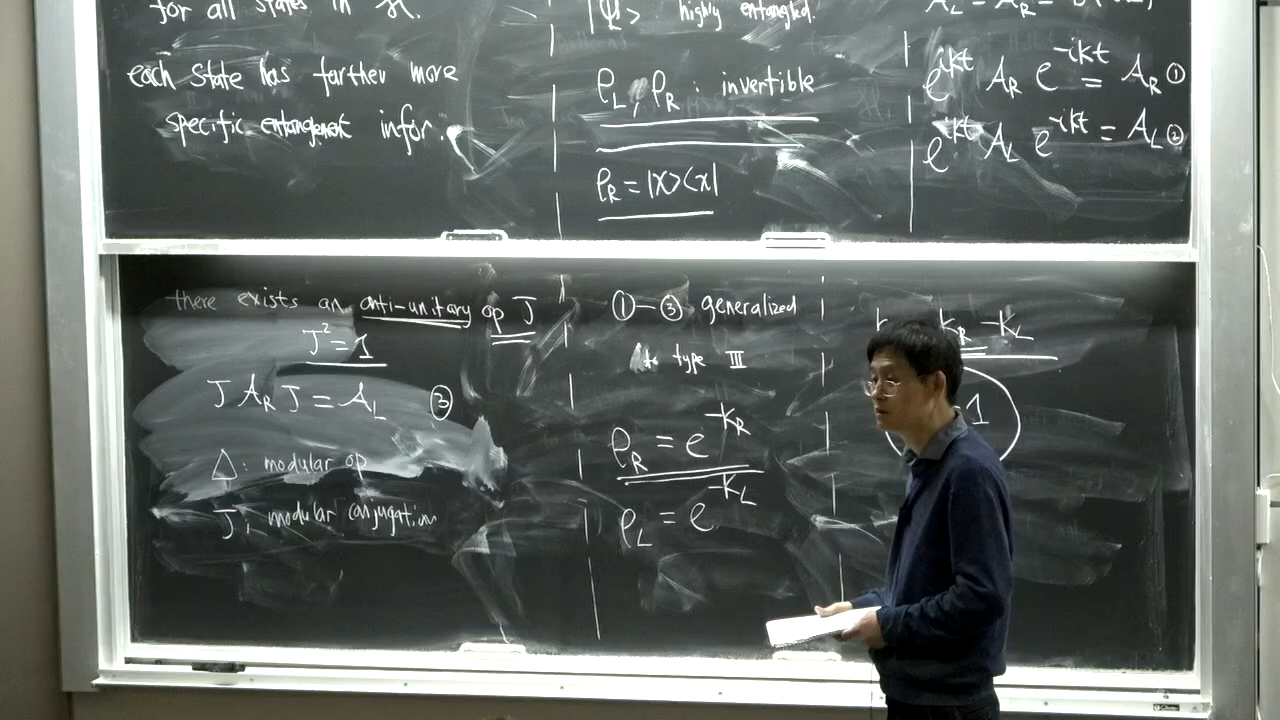 for all states in H.
each state has further more
specific entanglement infor.
|Ψ> highly entangled.
ρ_L, ρ_R : invertible
ρ_R = |X><X|
e^{ikt} A_R e^{-ikt} = A_R ①
e^{ikt} A_L e^{-ikt} = A_L ②
there exists an anti-unitary op J
J² = 1
J A_R J = A_L ③
Δ: modular op
J, modular conjugation
①—③ generalized
to type III
ρ_R = e^{-K_R}
ρ_L = e^{-K_L}
K_R - K_L
1